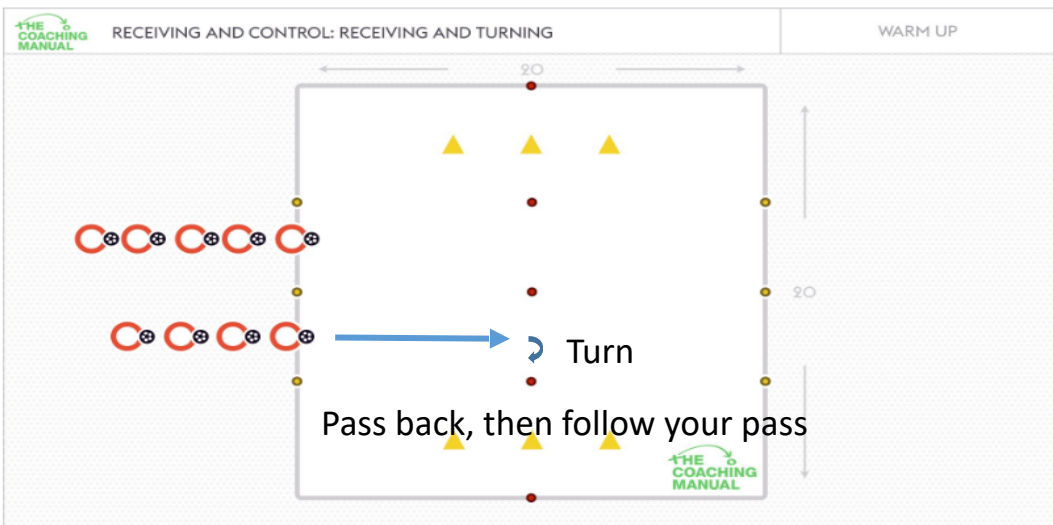 THE
COACHING
MANUAL
RECEIVING AND CONTROL: RECEIVING AND TURNING
WARM UP
20
20
Turn
Pass back, then follow your pass
THE
COACHING
MANUAL